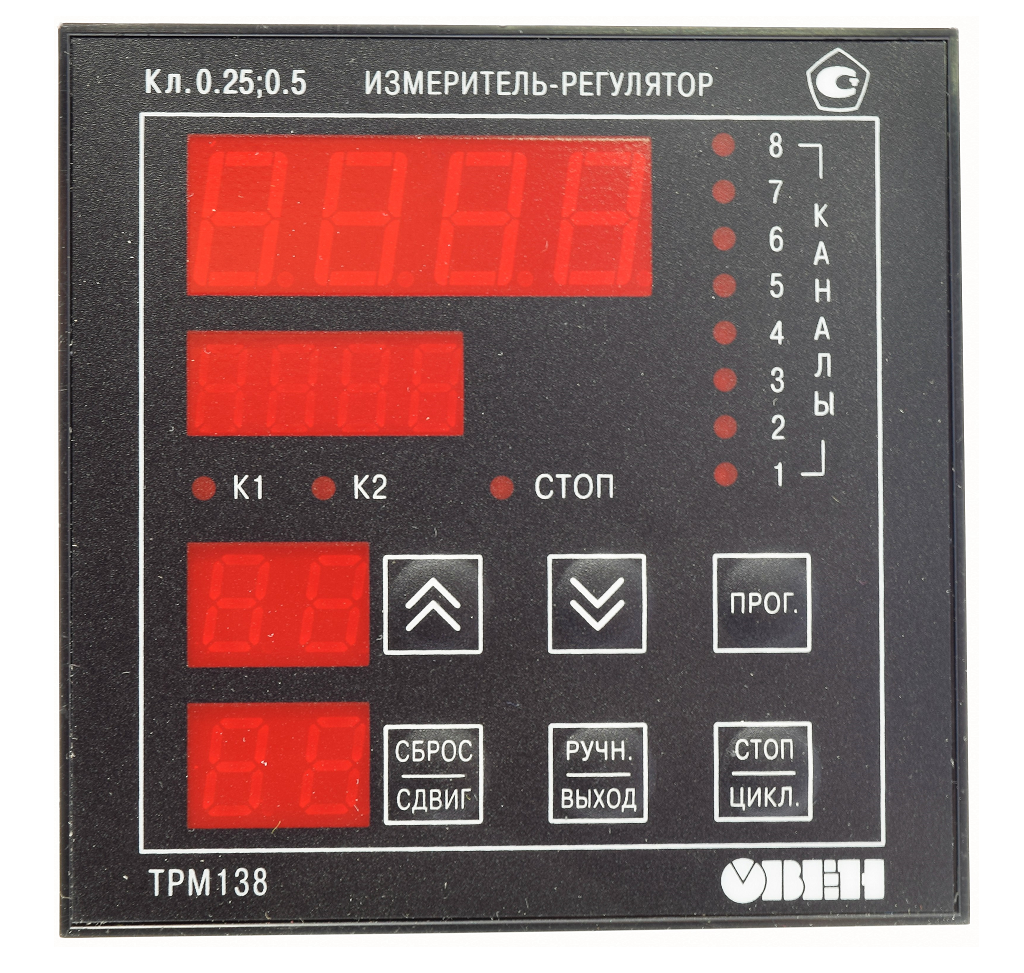 Кл. 0.25;0.5 ИЗМЕРИТЕЛЬ-РЕГУЛЯТОР
8
7
6
5
4
3
2
1
КАНАЛЫ
К1 К2 СТОП
ПРОГ.
СБРОС РУЧН. СТОП
СДВИГ ВЫХОД ЦИКЛ.
ТРМ138 ОВЕН